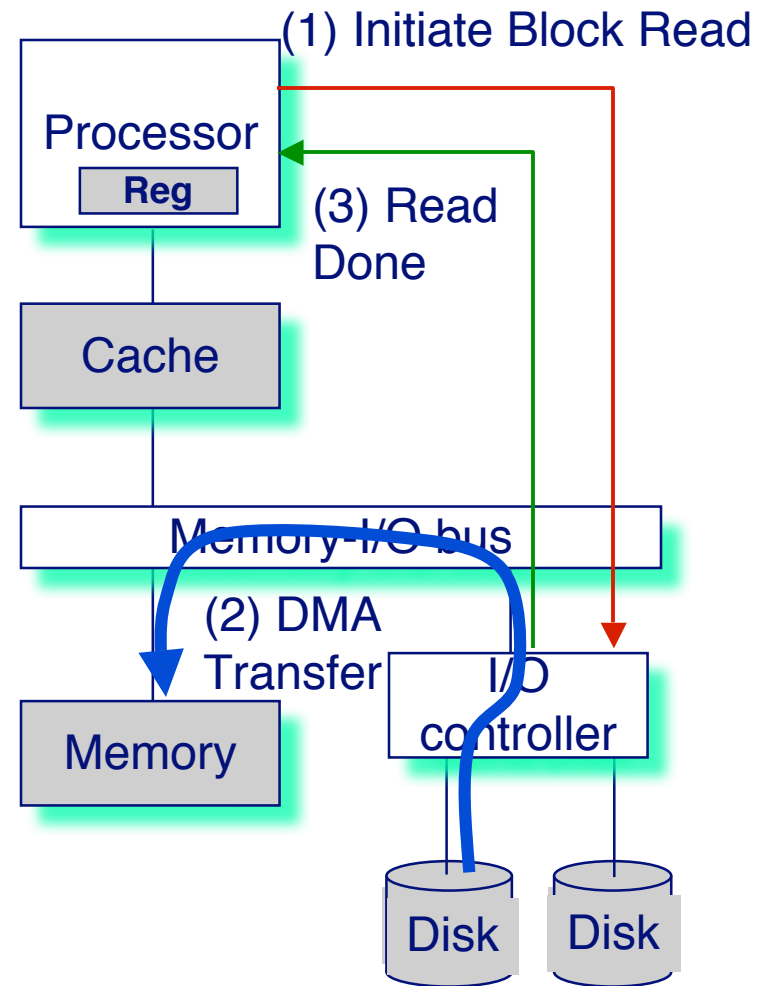 (1) Initiate Block Read
Processor
Reg
(3) Read
Done
Cache
Memory-I/O bus
(2) DMA
Transfer
I/O
controller
Memory
Disk
Disk